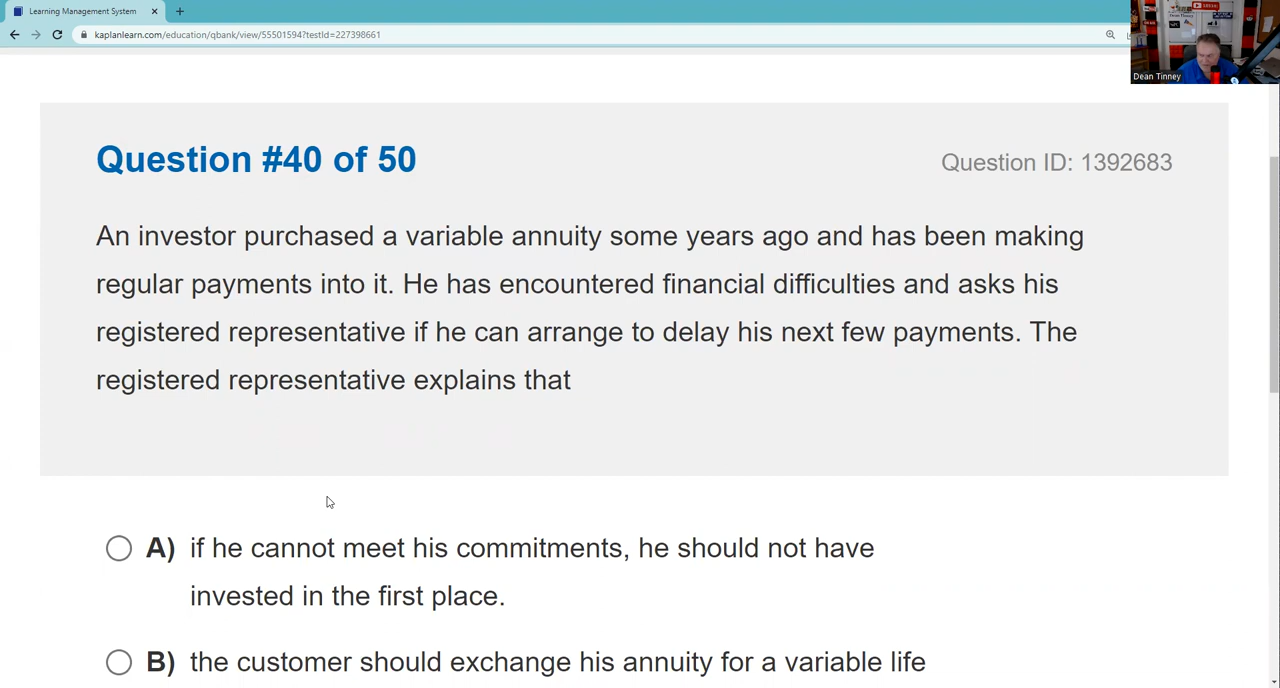 Learning Management System
kaplanlearn.com/education/qbank/view/55501594?testId=227398661
Dean Tinney
Question #40 of 50
Question ID: 1392683
An investor purchased a variable annuity some years ago and has been making
regular payments into it. He has encountered financial difficulties and asks his
registered representative if he can arrange to delay his next few payments. The
registered representative explains that
A) if he cannot meet his commitments, he should not have
invested in the first place.
B) the customer should exchange his annuity for a variable life